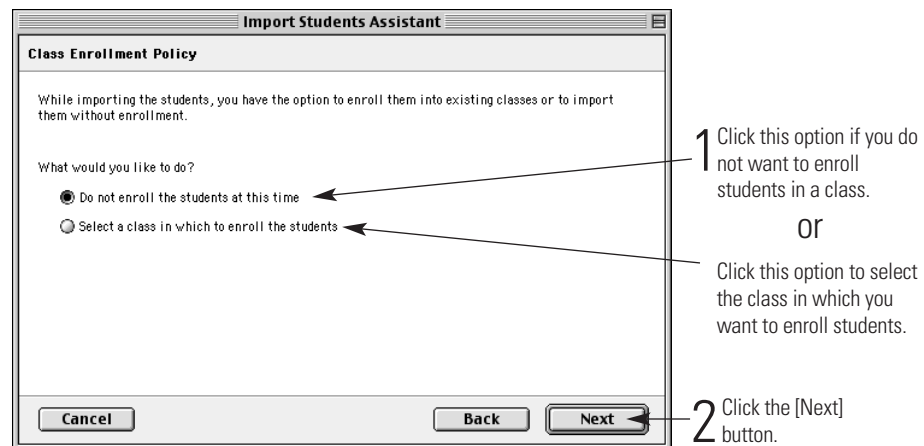 Import Students Assistant
Class Enrollment Policy
While importing the students, you have the option to enroll them into existing classes or to import
them without enrollment.
What would you like to do?
Do not enroll the students at this time
Select a class in which to enroll the students
Cancel
Back
Next
1 Click this option if you do
not want to enroll
students in a class.
or
Click this option to select
the class in which you
want to enroll students.
2 Click the [Next]
button.